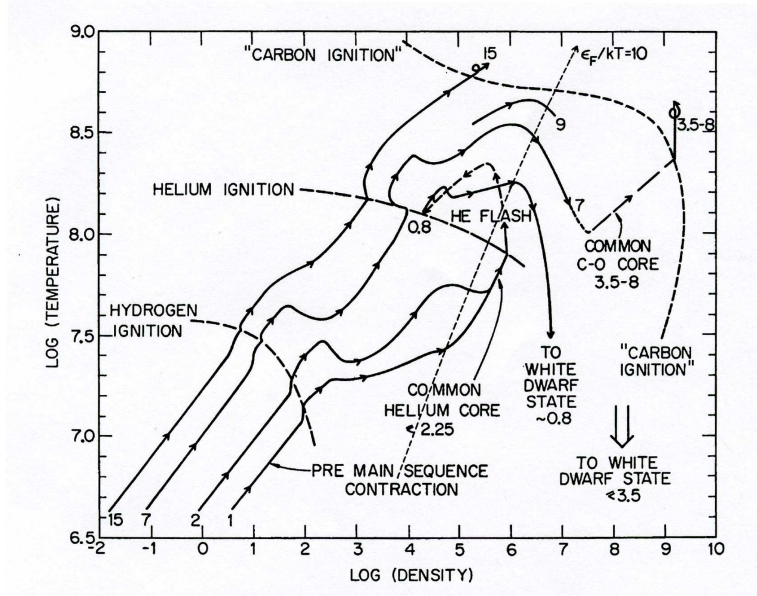 9.0
"CARBON IGNITION"
15
ϵF/kT=10
8.5
9
3.5-8
HELIUM IGNITION
7
0.8
HE FLASH
8.0
COMMON
C-O CORE
3.5-8
LOG (TEMPERATURE)
HYDROGEN
IGNITION
7.5
TO
WHITE
DWARF
STATE
~0.8
"CARBON
IGNITION"
COMMON
HELIUM CORE
≲ 2.25
7.0
PRE MAIN SEQUENCE
CONTRACTION
TO WHITE
DWARF STATE
≲3.5
15
7
2
1
6.5
-2 -1 0 1 2 3 4 5 6 7 8 9 10
LOG (DENSITY)